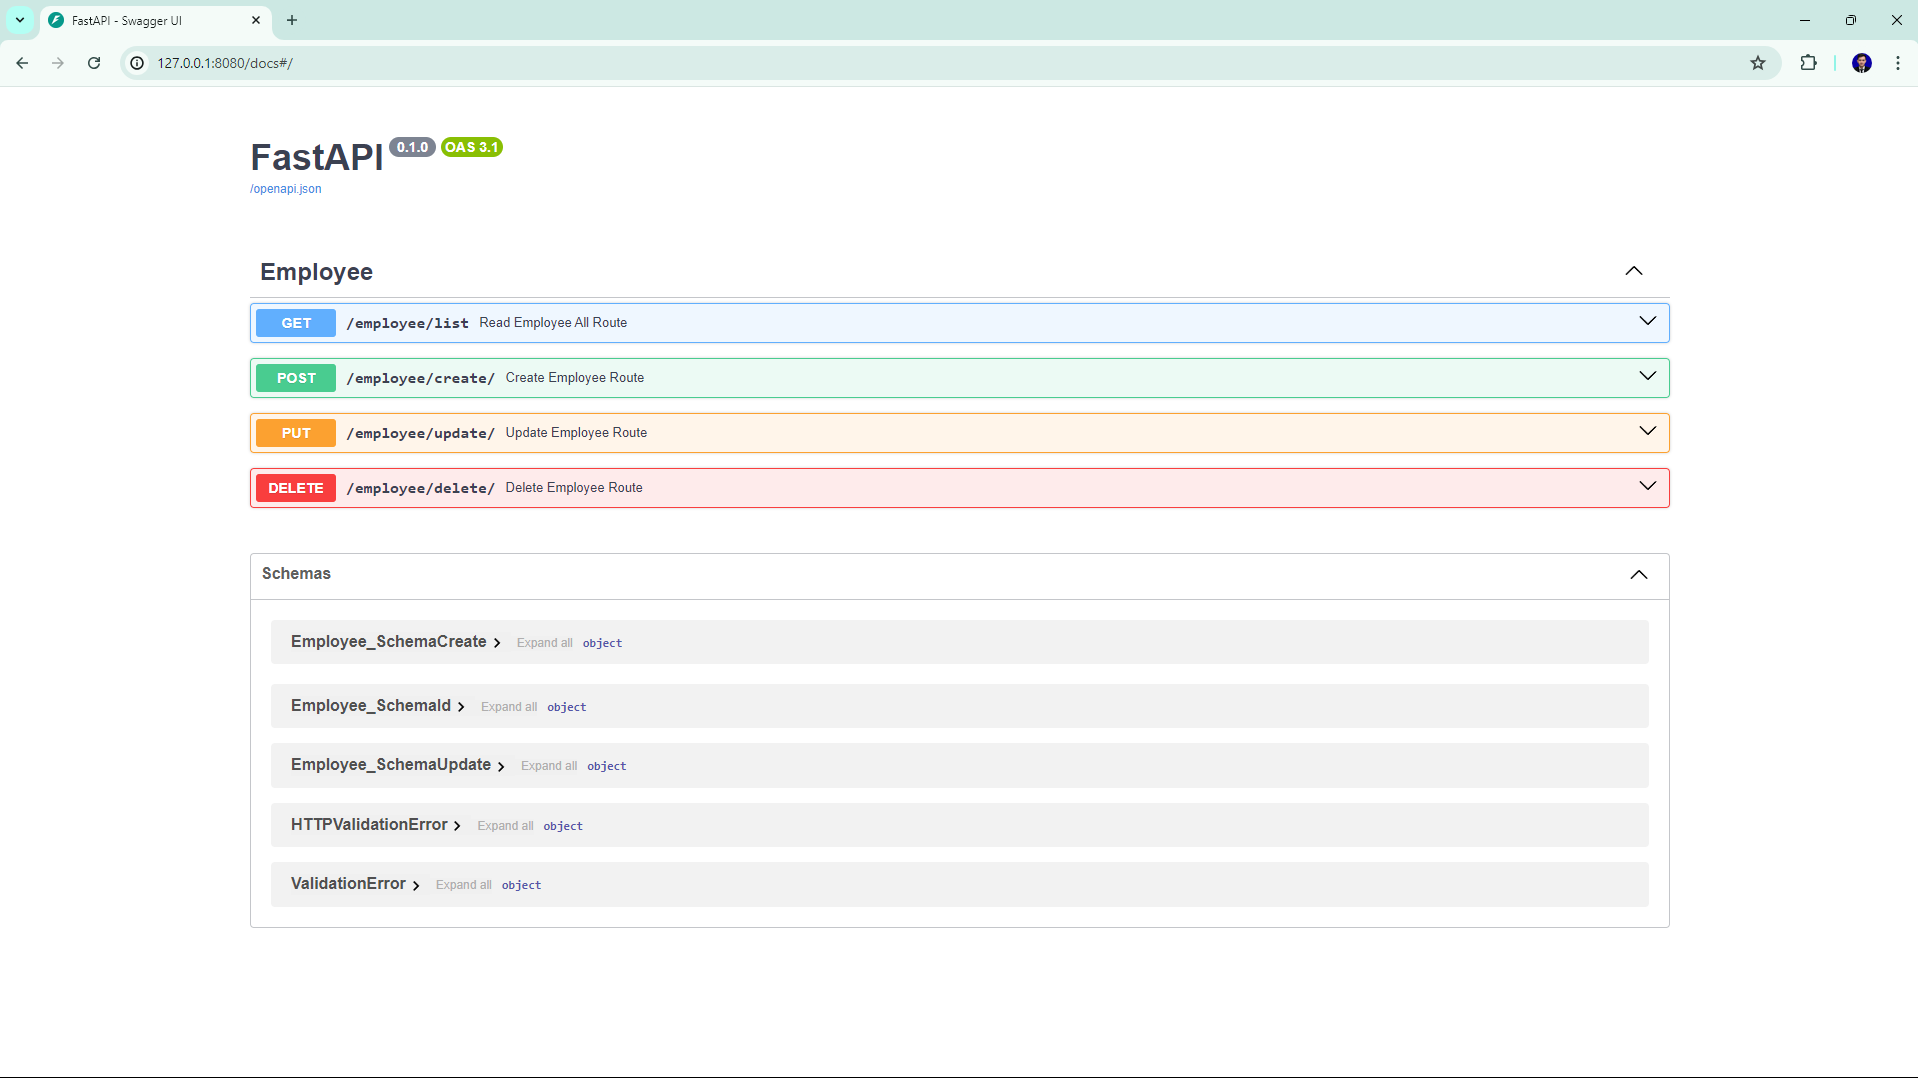 FastAPI - Swagger UI
127.0.0.1:8080/docs#/
FastAPI 0.1.0 OAS 3.1
/openapi.json
Employee
GET /employee/list Read Employee All Route
POST /employee/create/ Create Employee Route
PUT /employee/update/ Update Employee Route
DELETE /employee/delete/ Delete Employee Route
Schemas
Employee_SchemaCreate Expand all object
Employee_SchemaId Expand all object
Employee_SchemaUpdate Expand all object
HTTPValidationError Expand all object
ValidationError Expand all object